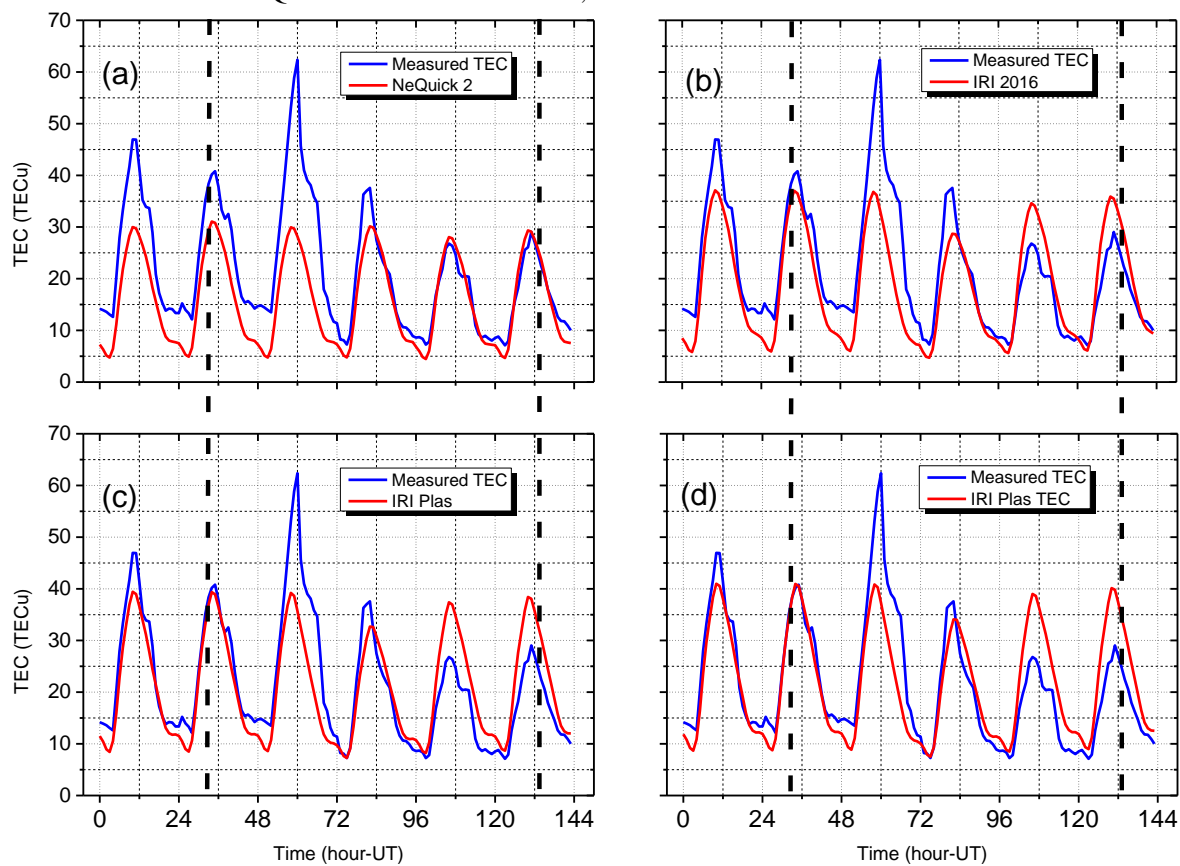 Q
(a)
Measured TEC
NeQuick 2
(b)
Measured TEC
IRI 2016
TEC (TECu)
70
60
50
40
30
20
10
0
(c)
Measured TEC
IRI Plas
(d)
Measured TEC
IRI Plas TEC
TEC (TECu)
70
60
50
40
30
20
10
0
0 24 48 72 96 120 144
0 24 48 72 96 120 144
Time (hour-UT)
Time (hour-UT)